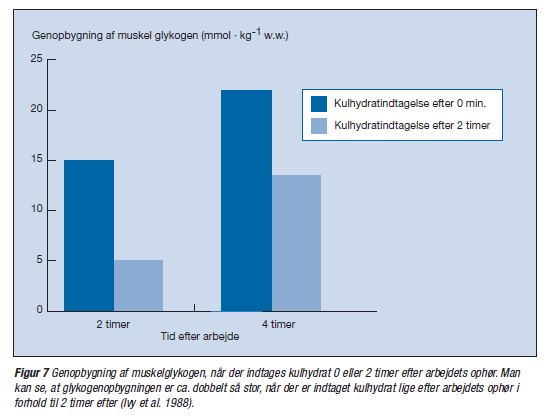 Genopbygning af muskel glykogen (mmol · kg-1 w.w.)
25
20
15
10
5
0
Kulhydratindtagelse efter 0 min.
Kulhydratindtagelse efter 2 timer
2 timer
4 timer
Tid efter arbejde
Figur 7 Genopbygning af muskelglykogen, når der indtages kulhydrat 0 eller 2 timer efter arbejdets ophør. Man
kan se, at glykogenopbygningen er ca. dobbelt så stor, når der er indtaget kulhydrat lige efter arbejdets ophør i
forhold til 2 timer efter (Ivy et al. 1988).